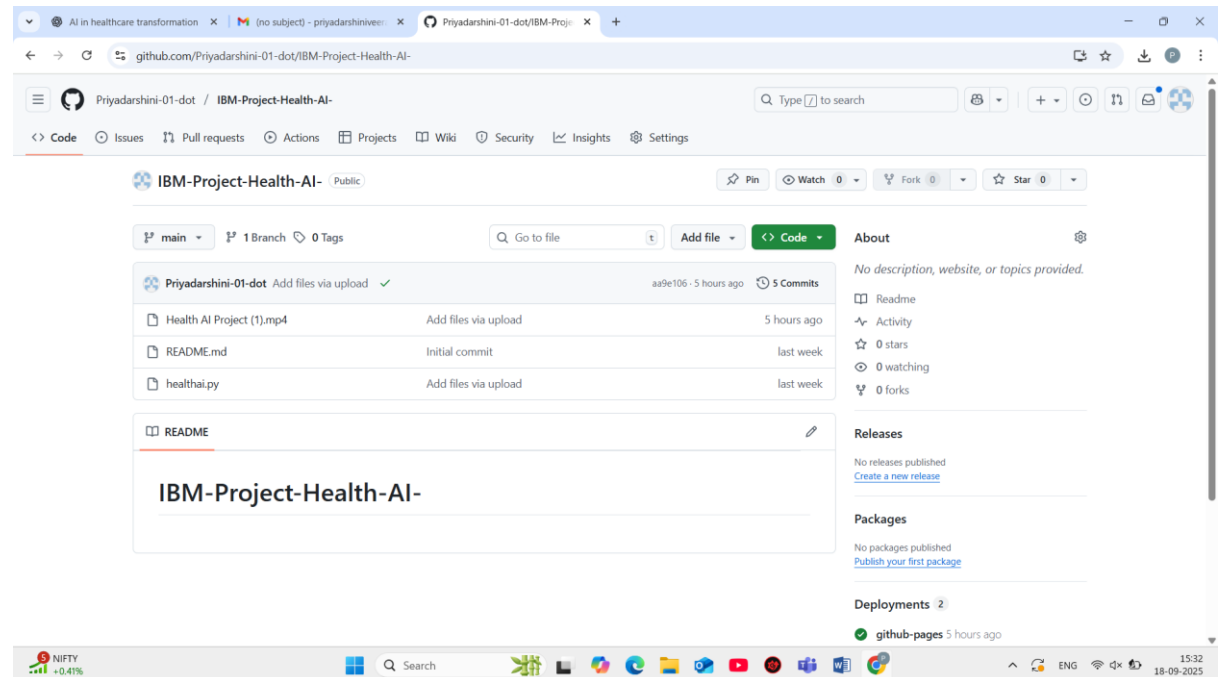 AI in healthcare transformation
(no subject) - priyadarshiniveer
Priyadarshini-01-dot/IBM-Proje
github.com/Priyadarshini-01-dot/IBM-Project-Health-AI-
P
Priyadarshini-01-dot / IBM-Project-Health-AI-
Type / to search
<> Code
Issues
Pull requests
Actions
Projects
Wiki
Security
Insights
Settings
IBM-Project-Health-AI- Public
Pin
Watch 0
Fork 0
Star 0
main
1 Branch
0 Tags
Go to file t
Add file
<> Code
Priyadarshini-01-dot Add files via upload
aa9e106 · 5 hours ago
5 Commits
Health AI Project (1).mp4 Add files via upload 5 hours ago
README.md Initial commit last week
healthai.py Add files via upload last week
README
IBM-Project-Health-AI-
About
No description, website, or topics provided.
Readme
Activity
0 stars
0 watching
0 forks
Releases
No releases published
Create a new release
Packages
No packages published
Publish your first package
Deployments 2
github-pages 5 hours ago
6
NIFTY
+0.41%
Search
ENG
15:32
18-09-2025